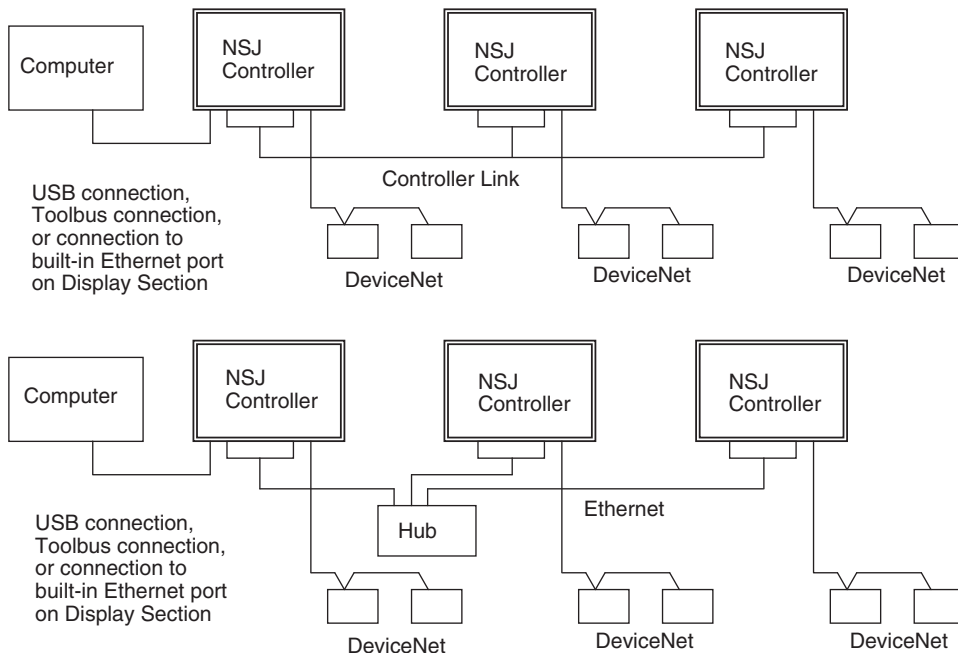 Computer
NSJ
Controller
NSJ
Controller
NSJ
Controller
Controller Link
USB connection,
Toolbus connection,
or connection to
built-in Ethernet port
on Display Section
DeviceNet
DeviceNet
DeviceNet
Computer
NSJ
Controller
NSJ
Controller
NSJ
Controller
Ethernet
Hub
USB connection,
Toolbus connection,
or connection to
built-in Ethernet port
on Display Section
DeviceNet
DeviceNet
DeviceNet